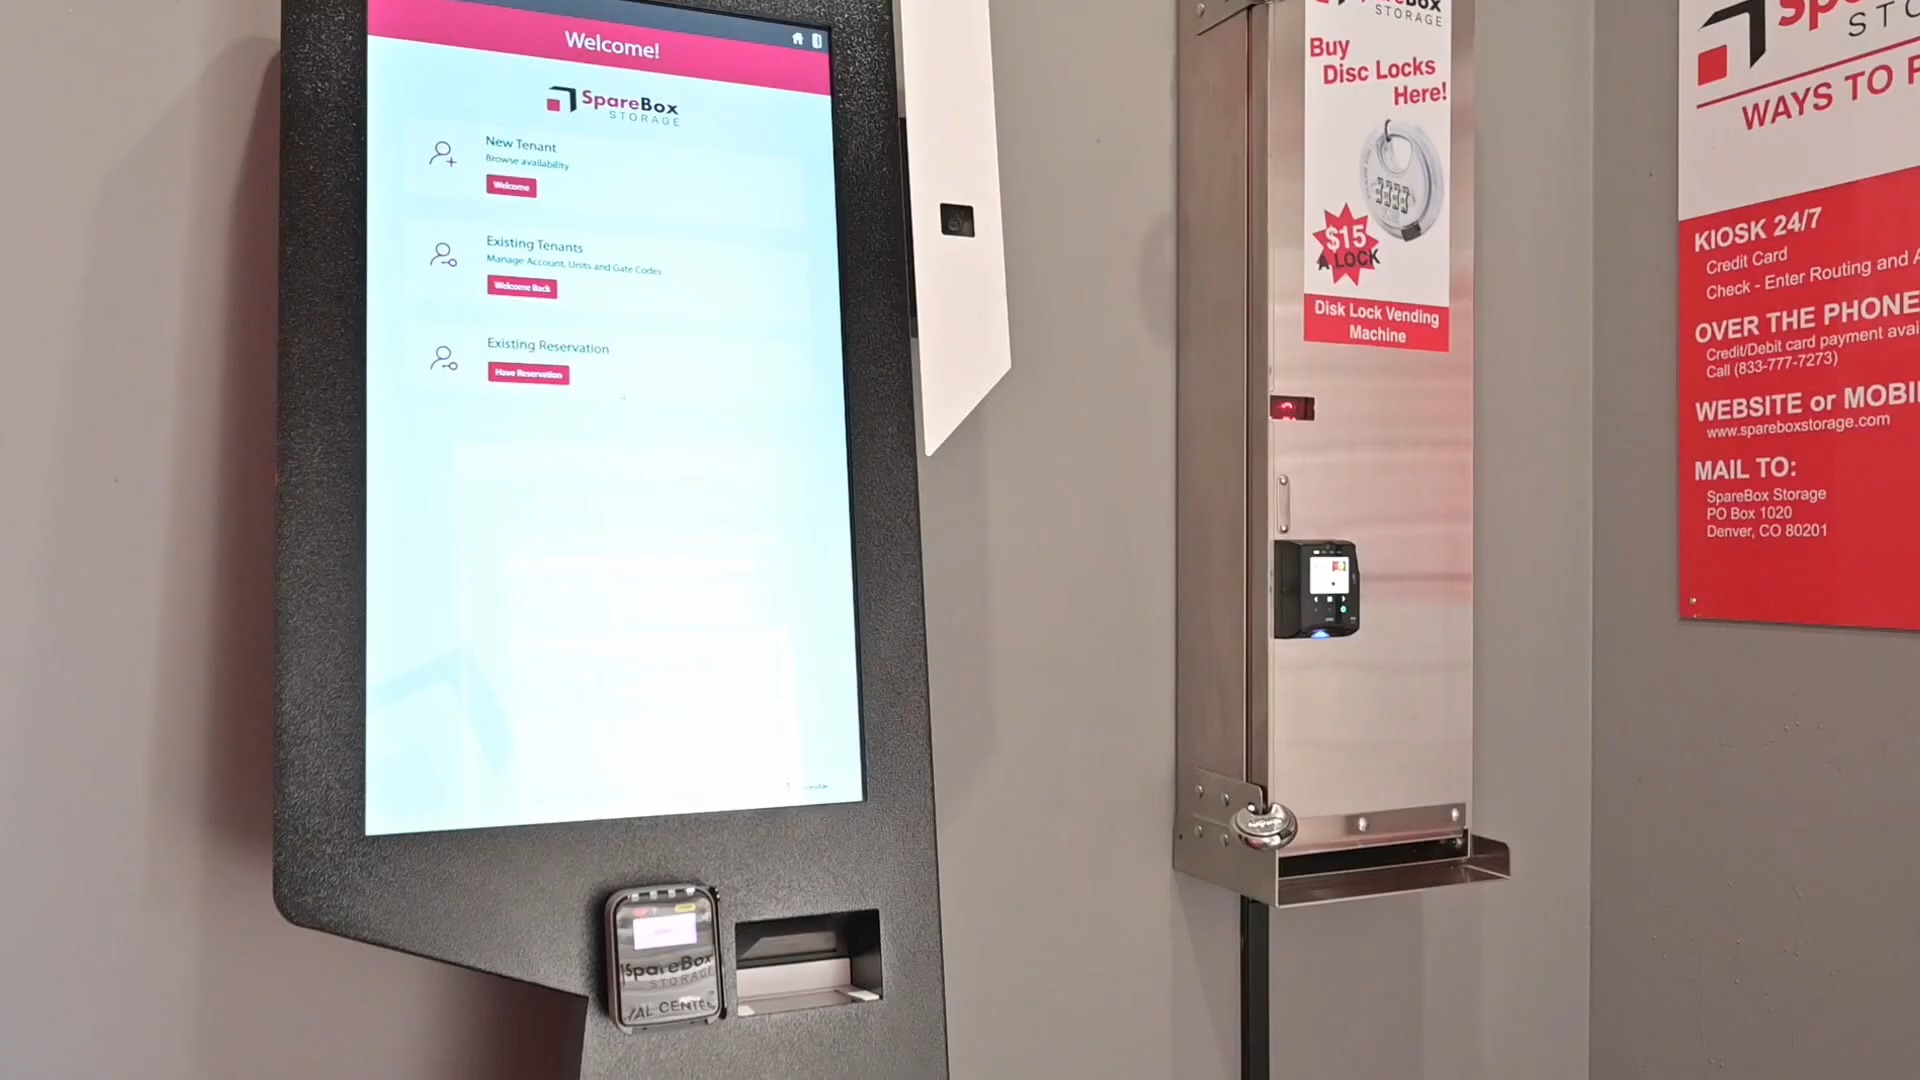 Welcome!
SpareBox
STORAGE
New Tenant
Browse availability
Welcome
Existing Tenants
Manage Account, Units and Gate Codes
Welcome Back
Existing Reservation
Have Reservation
SpareBox
STORAGE
STORAGE
Buy
Disc Locks
Here!
$15
A LOCK
Disk Lock Vending
Machine
WAYS TO
KIOSK 24/7
Credit Card
Check - Enter Routing and
OVER THE PHONE
Credit/Debit card payment
Call (833-777-7273)
WEBSITE or
www.spareboxstorage.com
MAIL TO:
SpareBox Storage
PO Box 1020
Denver, CO 80201